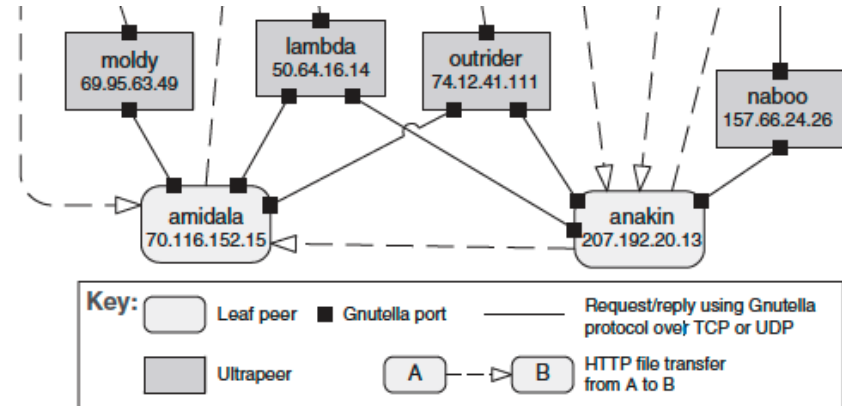 moldy
69.95.63.49
lambda
50.64.16.14
outrider
74.12.41.111
naboo
157.66.24.26
amidala
70.116.152.15
anakin
207.192.20.13
Key:
Leaf peer
Gnutella port
Request/reply using Gnutella
protocol over TCP or UDP
Ultrapeer
A
B
HTTP file transfer
from A to B